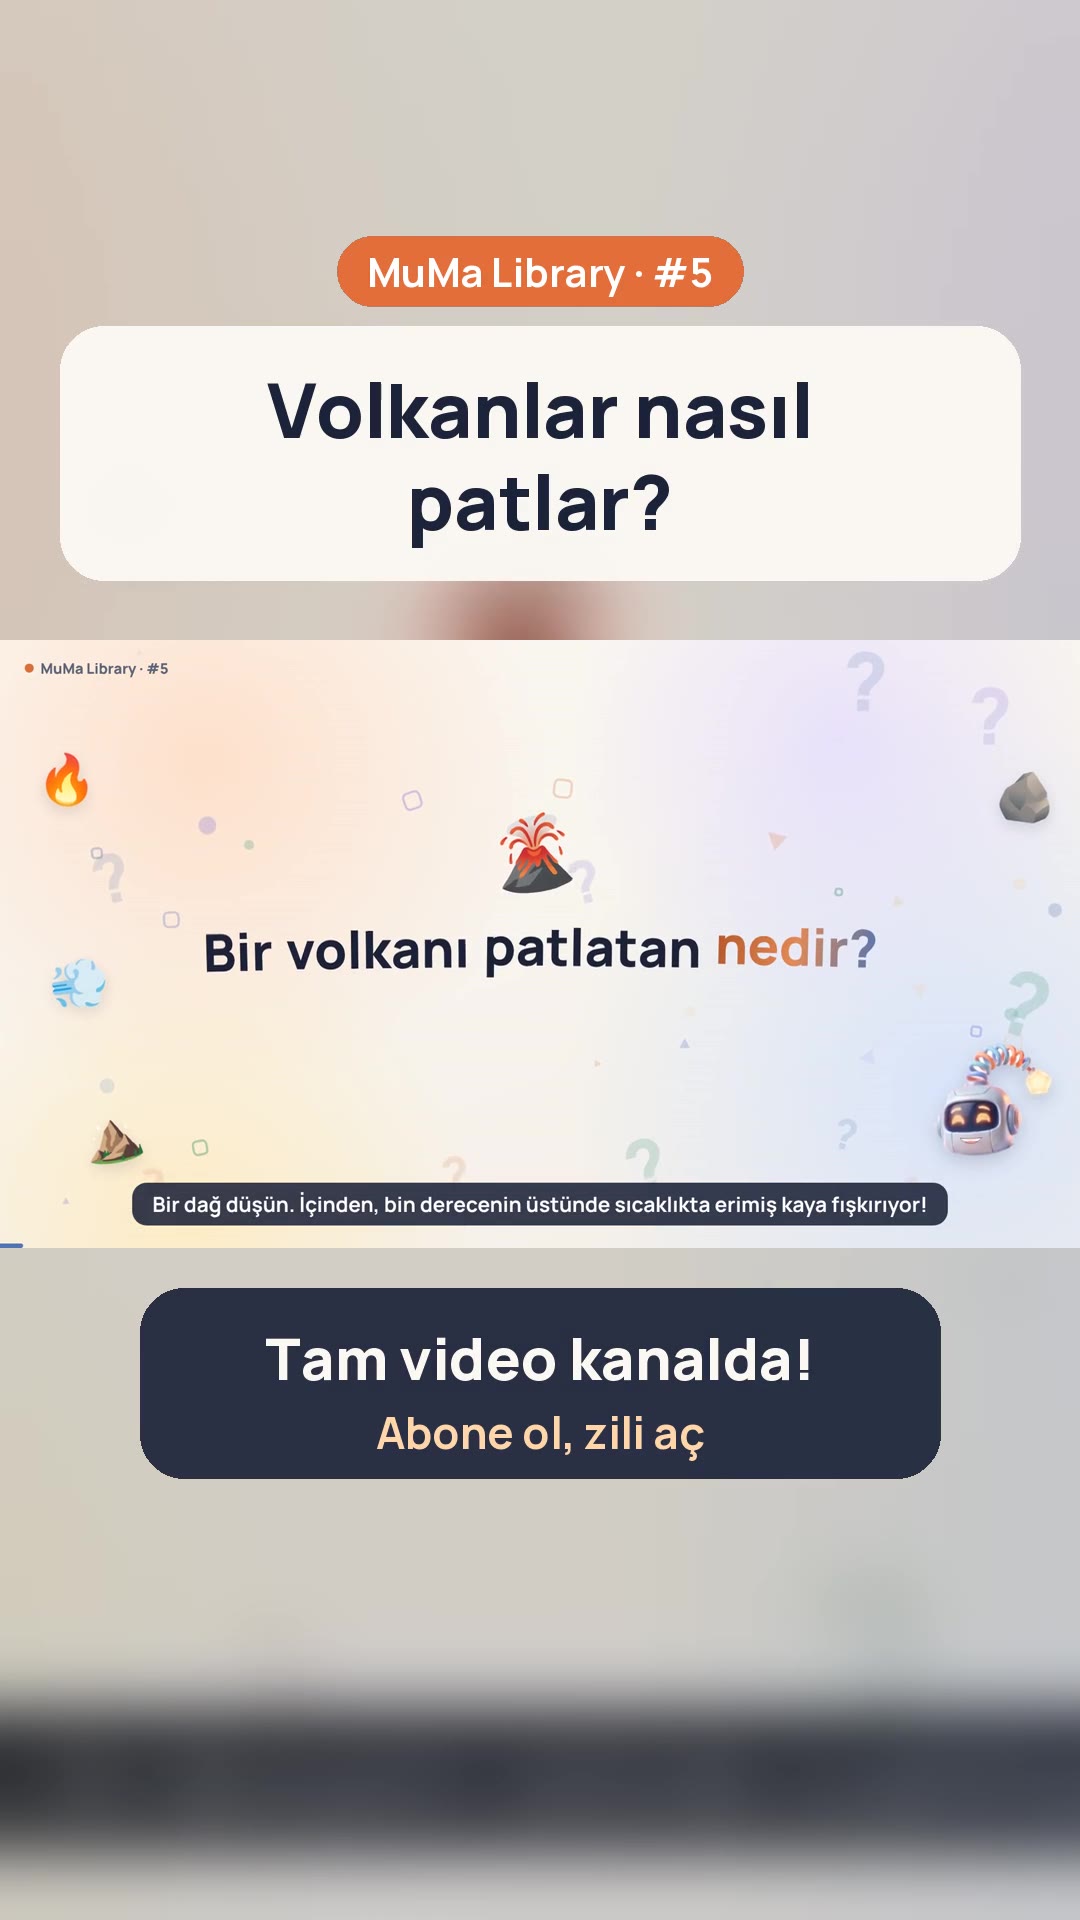 MuMa Library · #5
Volkanlar nasıl
patlar?
MuMa Library · #5
Bir volkanı patlatan nedir?
Bir dağ düşün. İçinden, bin derecenin üstünde sıcaklıkta erimiş kaya fışkırıyor!
Tam video kanalda!
Abone ol, zili aç